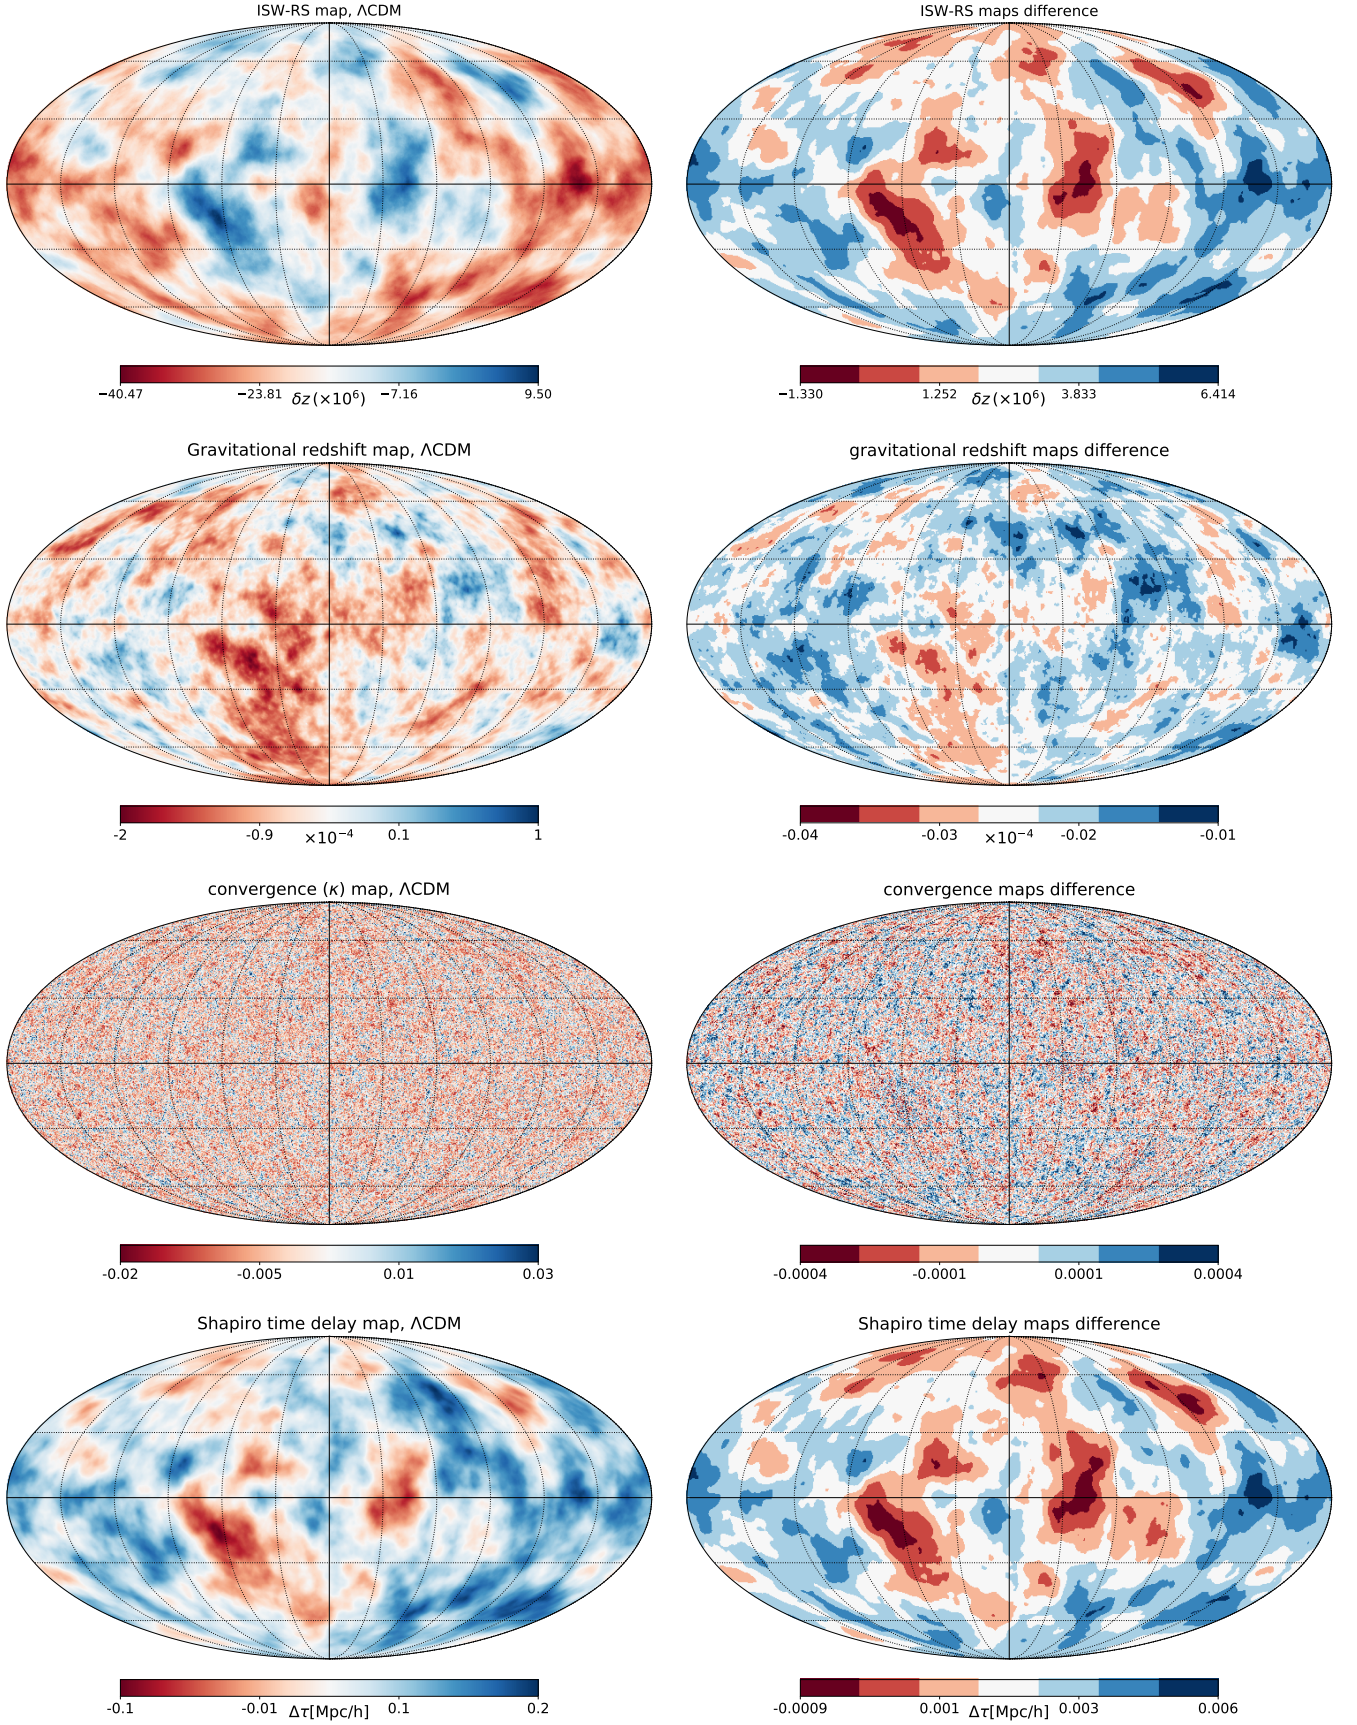 ISW-RS map, ΛCDM
ISW-RS maps difference
−40.47 −23.81 −7.16 9.50
δz (×10⁶)
−1.330 1.252 3.833 6.414
δz (×10⁶)
Gravitational redshift map, ΛCDM
gravitational redshift maps difference
-2 -0.9 0.1 1
×10⁻⁴
-0.04 -0.03 -0.02 -0.01
×10⁻⁴
convergence (κ) map, ΛCDM
convergence maps difference
-0.02 -0.005 0.01 0.03
-0.0004 -0.0001 0.0001 0.0004
Shapiro time delay map, ΛCDM
Shapiro time delay maps difference
-0.1 -0.01 0.1 0.2
Δτ[Mpc/h]
-0.0009 0.001 0.003 0.006
Δτ[Mpc/h]